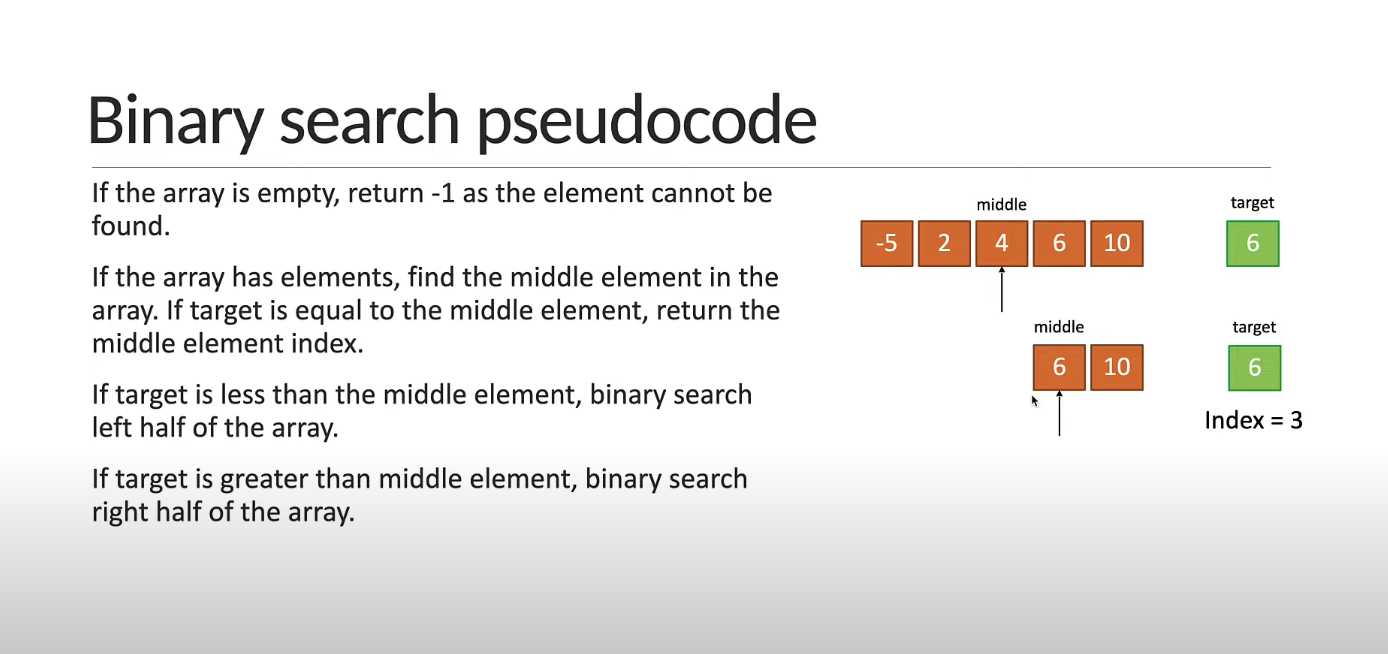 Binary search pseudocode
If the array is empty, return -1 as the element cannot be
found.
If the array has elements, find the middle element in the
array. If target is equal to the middle element, return the
middle element index.
If target is less than the middle element, binary search
left half of the array.
If target is greater than middle element, binary search
right half of the array.
middle
target
-5 2 4 6 10
6
middle
target
6 10
6
Index = 3